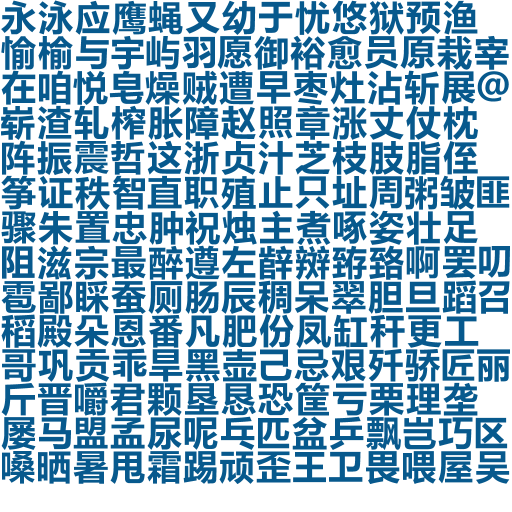 永泳应鹰蝇又幼于忧悠狱预渔
愉榆与宇屿羽愿御裕愈员原栽宰
在咱悦皂燥贼遭早枣灶沾斩展@
崭渣轧榨胀障赵照章涨丈仗枕
阵振震哲这浙贞汁芝枝肢脂侄
筝证秩智直职殖止只址周粥皱匪
骤朱置忠肿祝烛主煮啄姿壮足
阻滋宗最醉遵左辥辩䇏臵啊罢叨
雹鄙睬蚕厕肠辰稠呆翠胆旦蹈召
稻殿朵恩番凡肥份凤缸秆更工
哥巩贡乖旱黑壶己忌艰歼骄匠丽
斤晋嚼君颗垦恳恐筐亏栗理垄
屡马盟孟尿呢乓匹盆乒飘岂巧区
嗓晒暑甩霜踢顽歪王卫畏喂屋吴